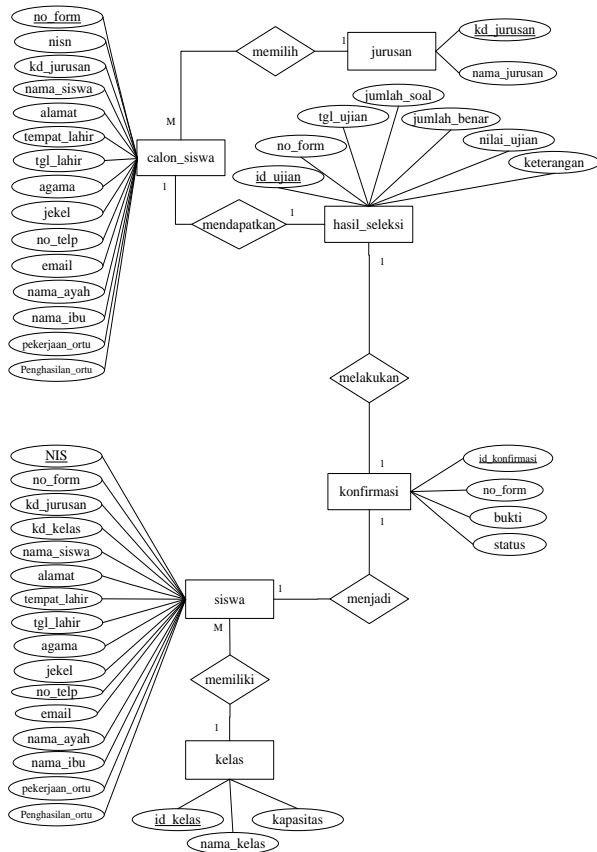 no_form
nisn
kd_jurusan
nama_siswa
alamat
tempat_lahir
tgl_lahir
agama
jekel
no_telp
email
nama_ayah
nama_ibu
pekerjaan_ortu
Penghasilan_ortu
calon_siswa
M
memilih
1
jurusan
kd_jurusan
nama_jurusan
1
mendapatkan
1
hasil_seleksi
id_ujian
no_form
tgl_ujian
jumlah_soal
jumlah_benar
nilai_ujian
keterangan
1
melakukan
1
konfirmasi
id_konfirmasi
no_form
bukti
status
1
menjadi
1
siswa
NIS
no_form
kd_jurusan
kd_kelas
nama_siswa
alamat
tempat_lahir
tgl_lahir
agama
jekel
no_telp
email
nama_ayah
nama_ibu
pekerjaan_ortu
Penghasilan_ortu
M
memiliki
1
kelas
id_kelas
nama_kelas
kapasitas